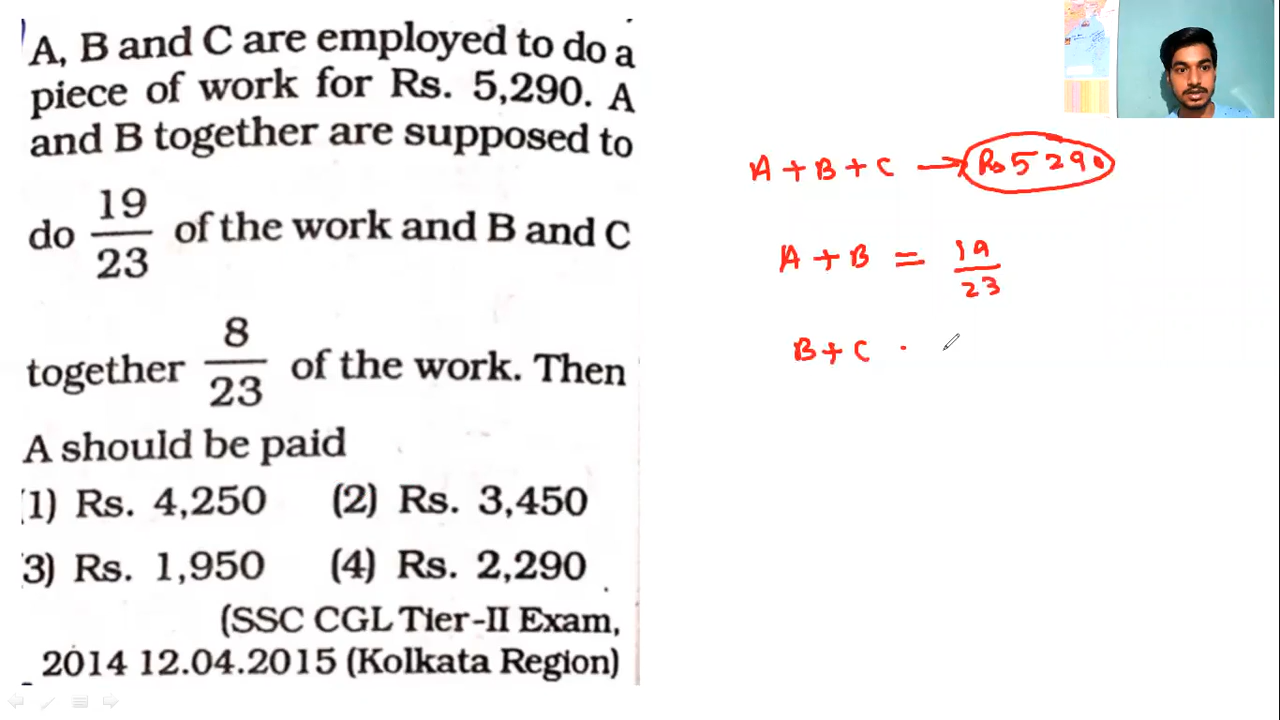 A, B and C are employed to do a
piece of work for Rs. 5,290. A
and B together are supposed to
do 19/23 of the work and B and C
together 8/23 of the work. Then
A should be paid
(1) Rs. 4,250 (2) Rs. 3,450
3) Rs. 1,950 (4) Rs. 2,290
(SSC CGL Tier-II Exam,
2014 12.04.2015 (Kolkata Region)
A + B + C → Rs 5290
A + B = 19/23
B + C